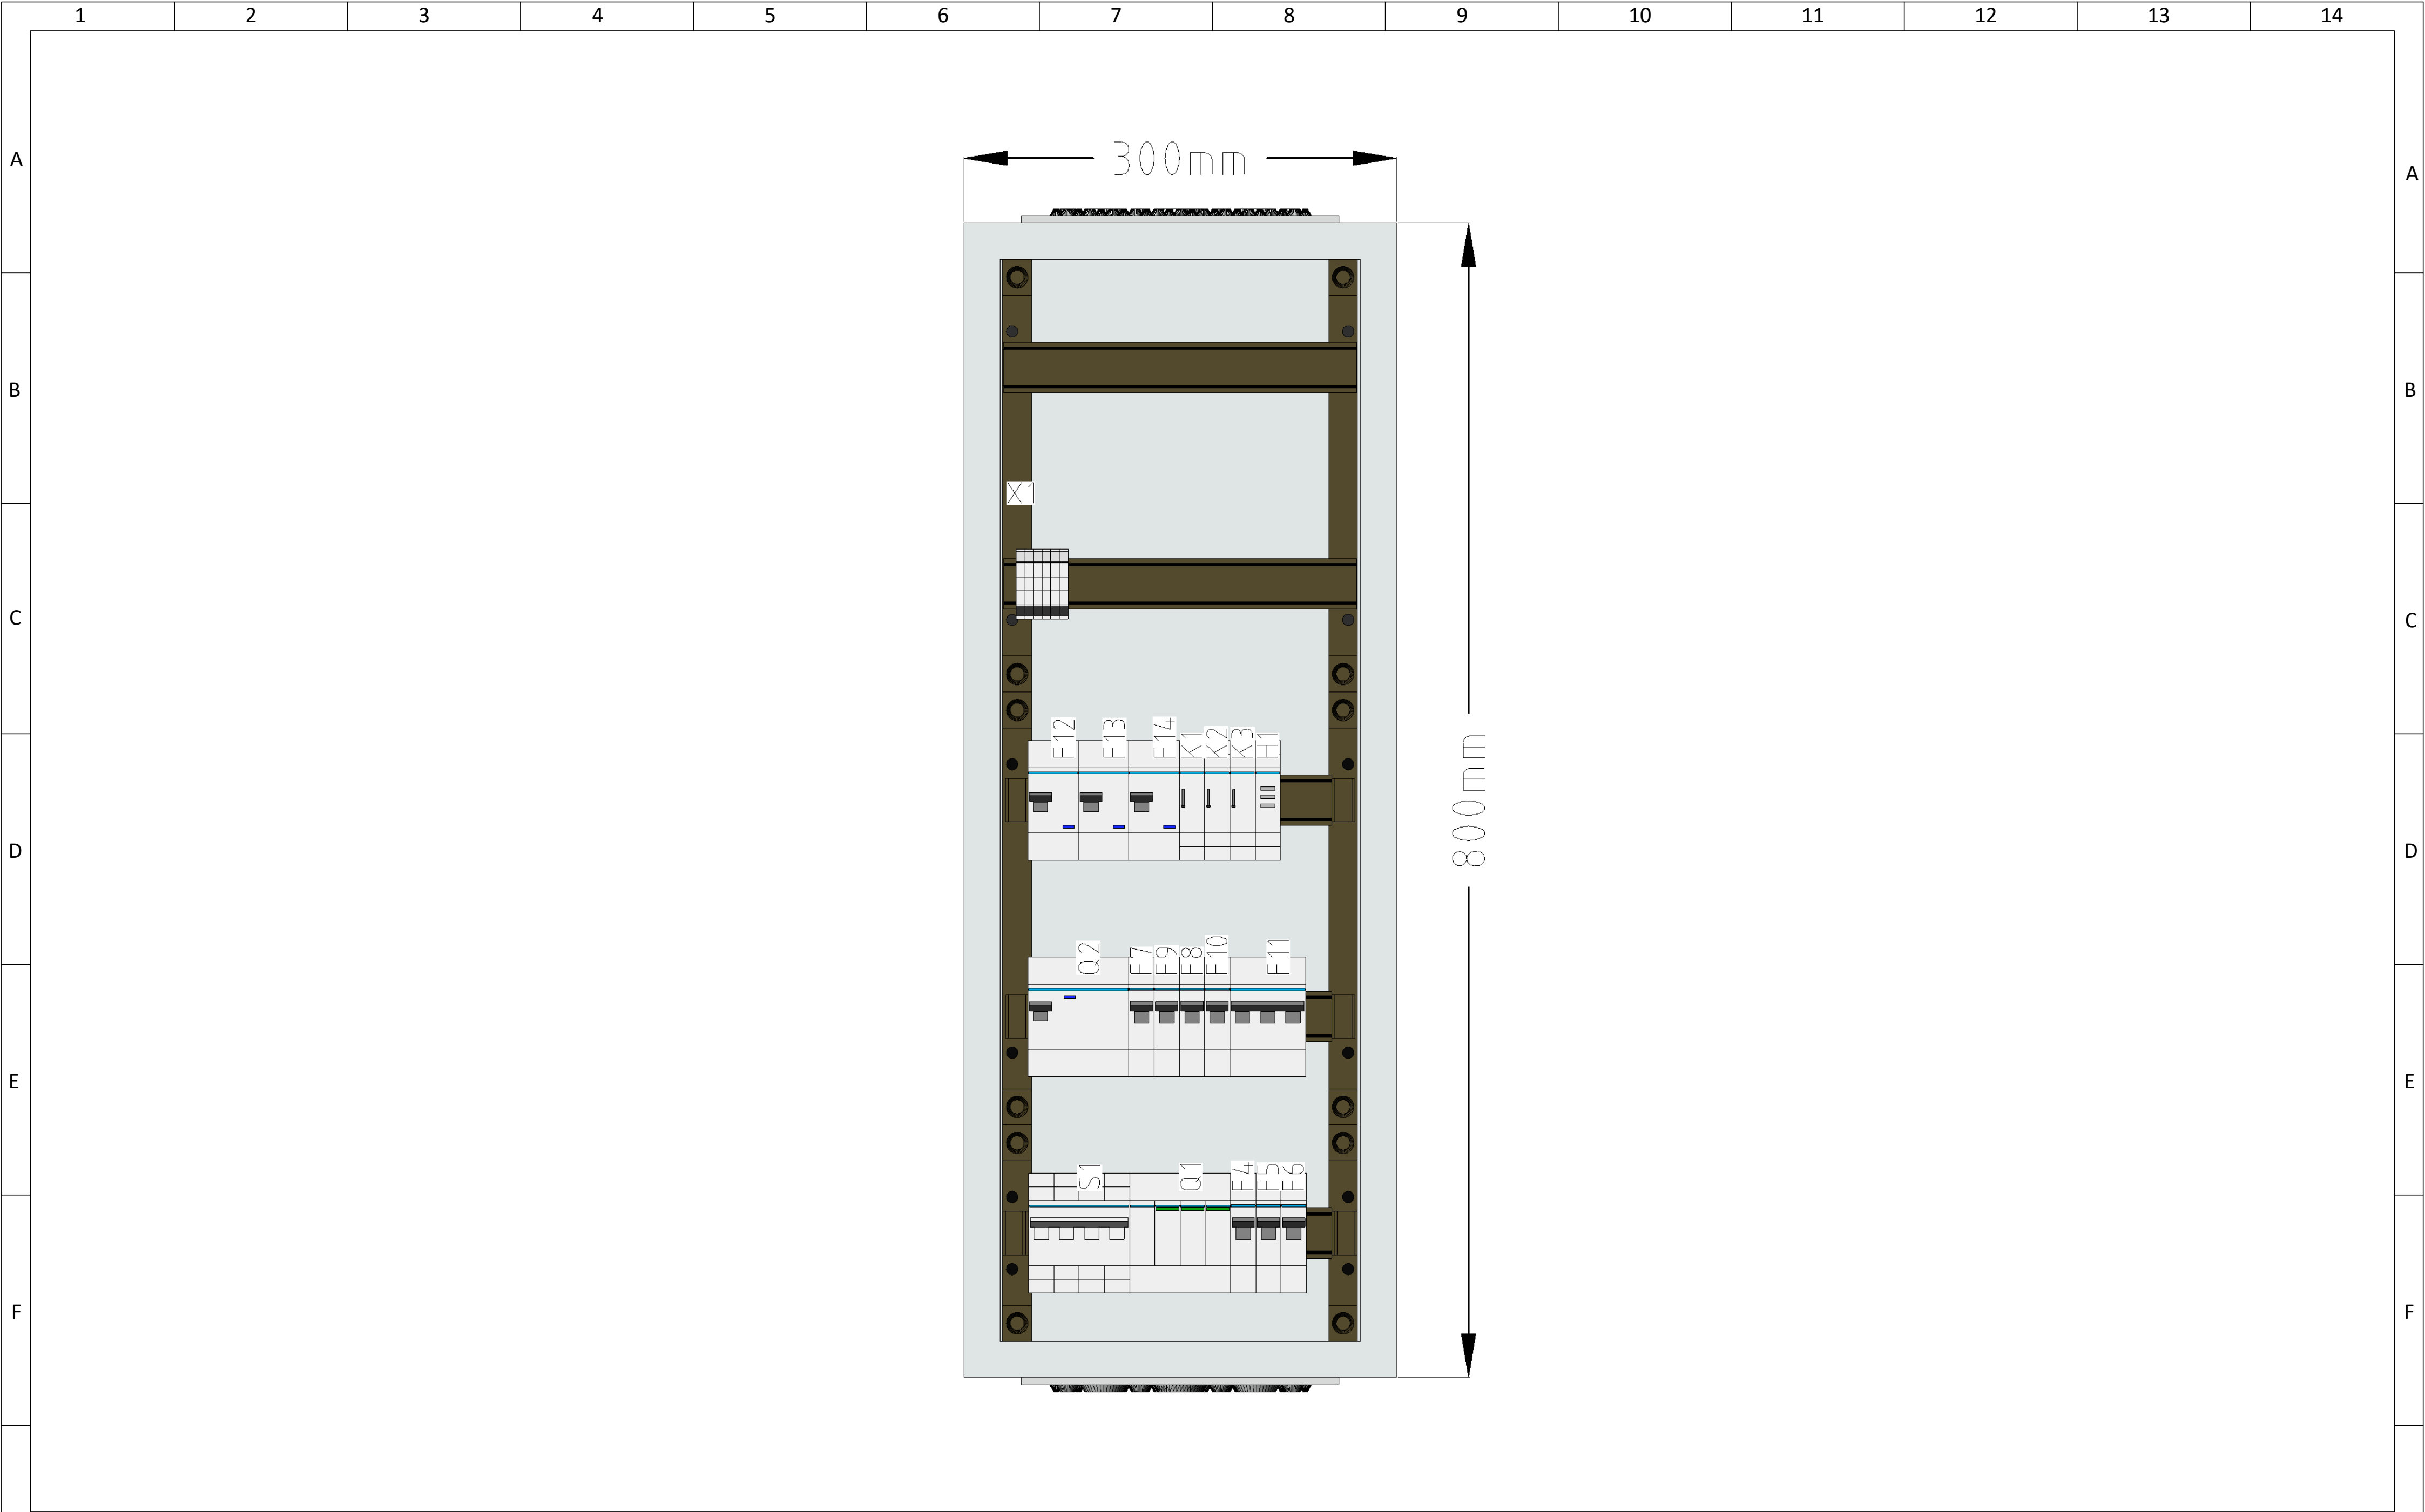 1 2 3 4 5 6 7 8 9 10 11 12 13 14
300mm
A A
B B
X1
C C
F12 F13 F14 K1 K2 K3 H1
800mm
D D
Q2 F7 F9 F8 F10 F11
E E
S1 Q1 F4 F5 F6
F F